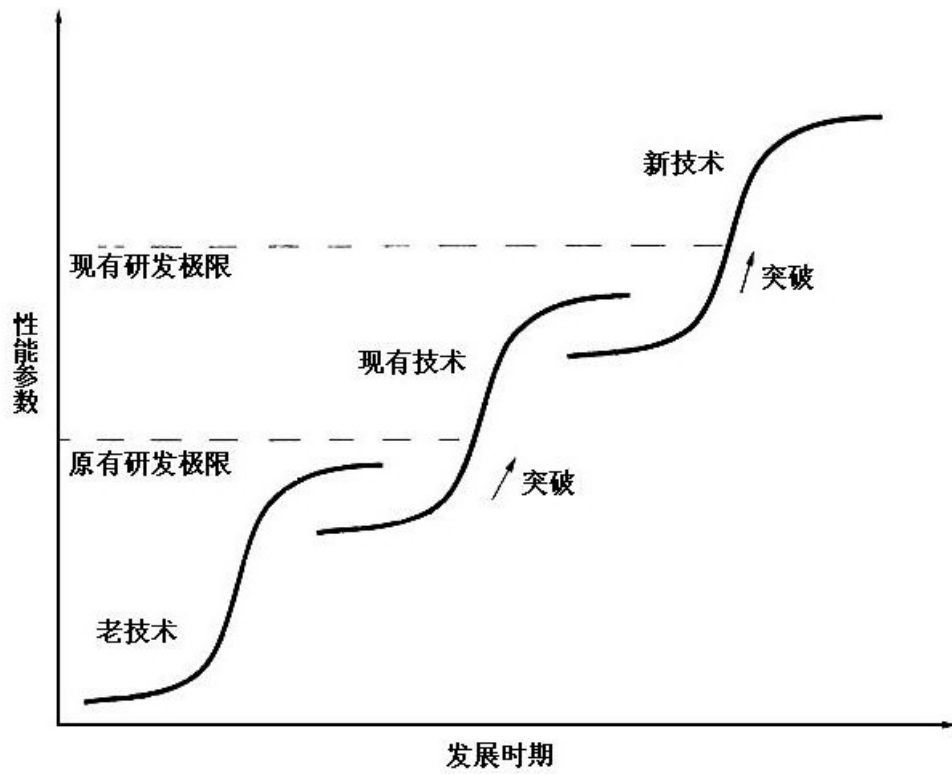 新技术
现有研发极限
突破
性能参数
现有技术
原有研发极限
突破
老技术
发展时期